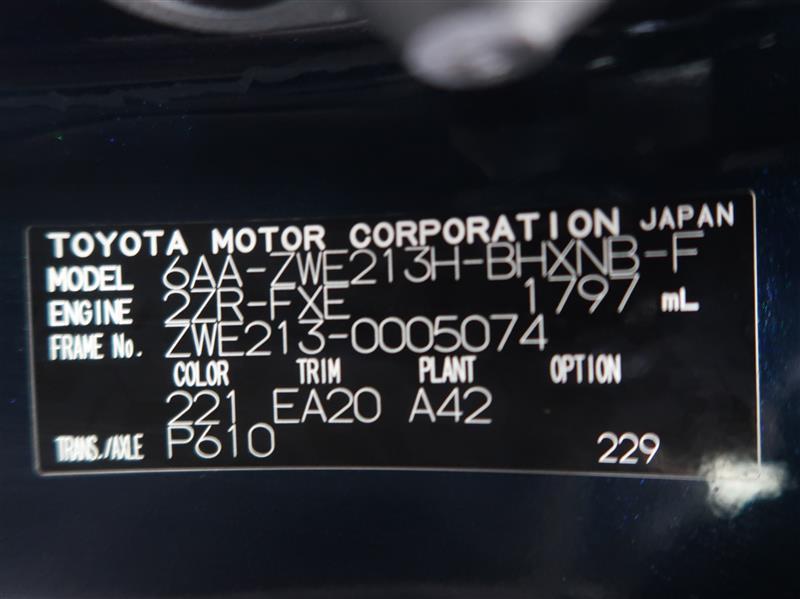 TOYOTA MOTOR CORPORATION JAPAN
MODEL 6AA-ZWE213H-BHXNB-F
ENGINE 2ZR-FXE 1797 mL
FRAME No. ZWE213-0005074
COLOR TRIM PLANT OPTION
221 EA20 A42
TRANS./AXLE P610 229